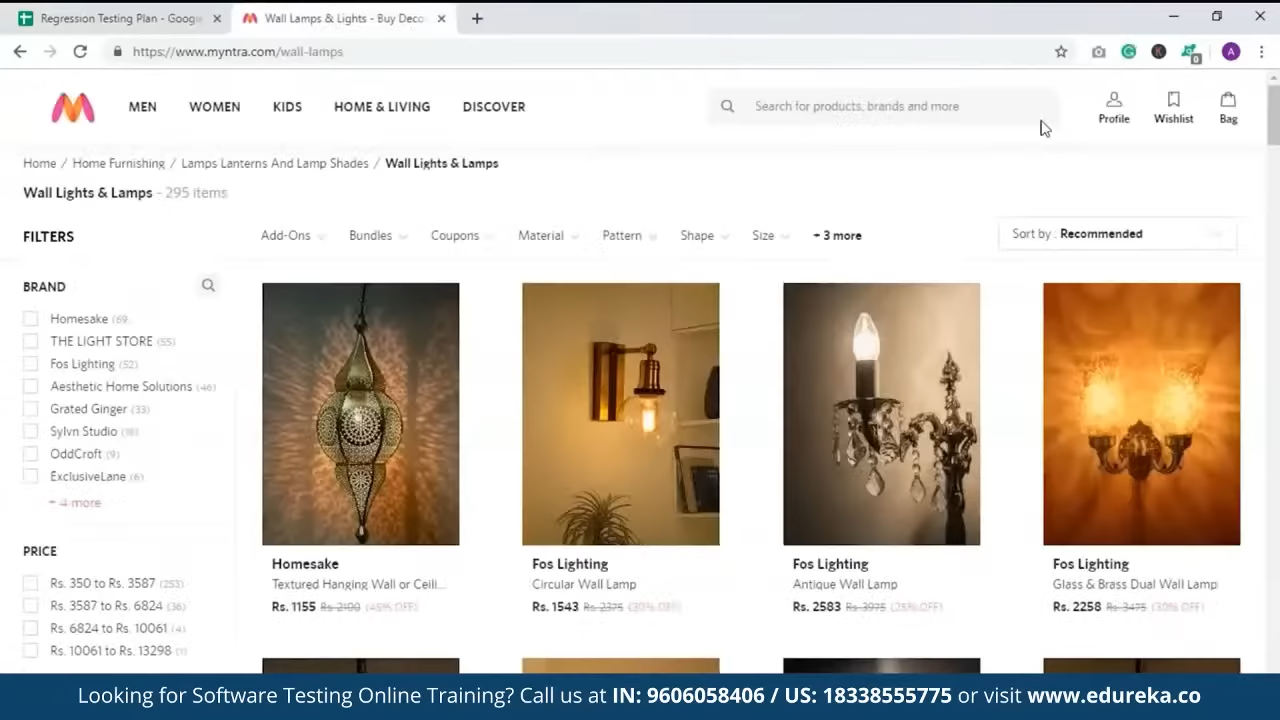 Regression Testing Plan - Google
Wall Lamps & Lights - Buy Deco
https://www.myntra.com/wall-lamps
A
MEN WOMEN KIDS HOME & LIVING DISCOVER
Search for products, brands and more
Profile Wishlist Bag
Home / Home Furnishing / Lamps Lanterns And Lamp Shades / Wall Lights & Lamps
Wall Lights & Lamps - 295 items
FILTERS
Add-Ons Bundles Coupons Material Pattern Shape Size + 3 more
Sort by : Recommended
BRAND
Homesake (69)
THE LIGHT STORE (55)
Fos Lighting (52)
Aesthetic Home Solutions (46)
Grated Ginger (33)
Sylvn Studio (18)
OddCroft (9)
ExclusiveLane (6)
+ 4 more
PRICE
Rs. 350 to Rs. 3587 (253)
Rs. 3587 to Rs. 6824 (36)
Rs. 6824 to Rs. 10061 (4)
Rs. 10061 to Rs. 13298 (1)
Homesake
Textured Hanging Wall or Ceili...
Rs. 1155 Rs. 2100 (45% OFF)
Fos Lighting
Circular Wall Lamp
Rs. 1543 Rs. 2375 (30% OFF)
Fos Lighting
Antique Wall Lamp
Rs. 2583 Rs. 3975 (25% OFF)
Fos Lighting
Glass & Brass Dual Wall Lamp
Rs. 2258 Rs. 3475 (30% OFF)
Looking for Software Testing Online Training? Call us at IN: 9606058406 / US: 18338555775 or visit www.edureka.co